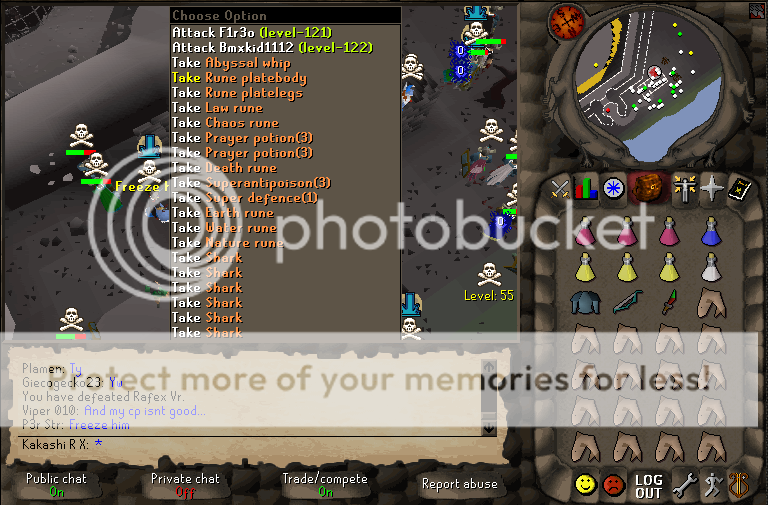 Choose Option
Attack F1r3o (level-121)
Attack Bmxkid1112 (level-122)
Take Abyssal whip
Take Rune platebody
Take Rune platelegs
Take Law rune
Take Chaos rune
Take Prayer potion(3)
Take Prayer potion(3)
Take Death rune
Take Superantipoison(3)
Take Super defence(1)
Take Earth rune
Take Water rune
Take Nature rune
Take Shark
Take Shark
Take Shark
Take Shark
Take Shark
Take Shark
Freeze
0
0
0
Level: 55
photobucket
Protect more of your memories for less!
Plamen: Ty
Giecogecko23: Yu
You have defeated Rafex Vr.
Viper 010: And my cp isnt good...
P3r Str: Freeze him
Kakashi R X: *
Public chat
On
Private chat
Off
Trade/compete
On
Report abuse
LOG
OUT